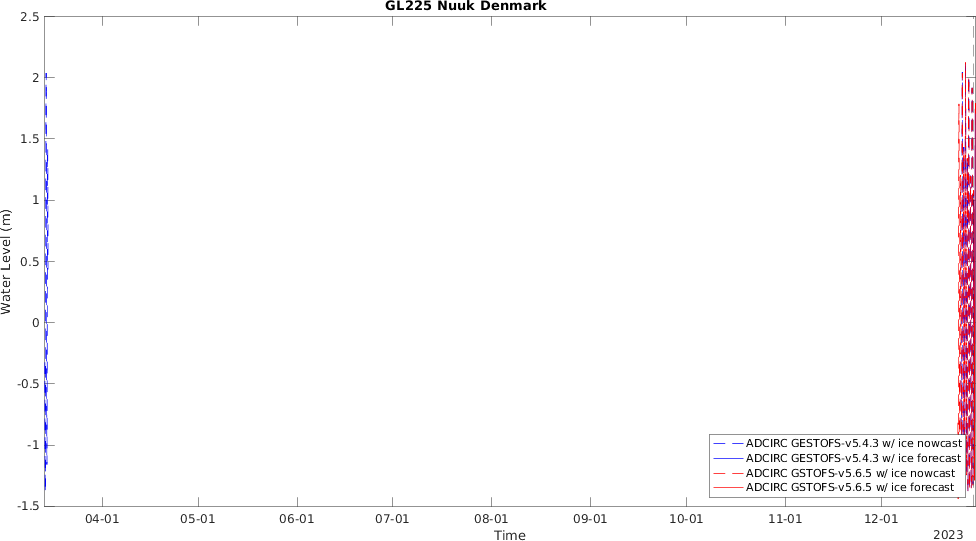 GL225 Nuuk Denmark
2.5
2
1.5
1
0.5
0
-0.5
-1
-1.5
Water Level (m)
ADCIRC GESTOFS-v5.4.3 w/ ice nowcast
ADCIRC GESTOFS-v5.4.3 w/ ice forecast
ADCIRC GSTOFS-v5.6.5 w/ ice nowcast
ADCIRC GSTOFS-v5.6.5 w/ ice forecast
04-01 05-01 06-01 07-01 08-01 09-01 10-01 11-01 12-01
Time
2023